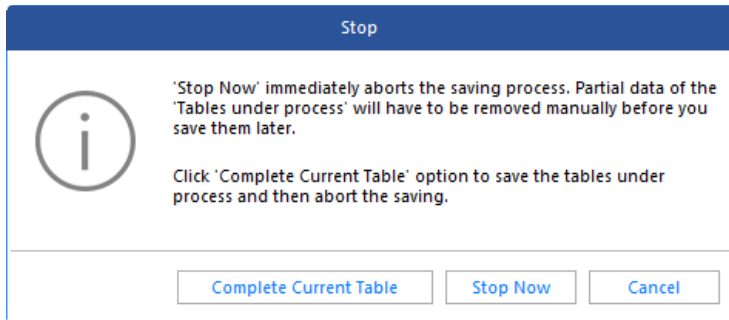 Stop
'Stop Now' immediately aborts the saving process. Partial data of the
'Tables under process' will have to be removed manually before you
save them later.
Click 'Complete Current Table' option to save the tables under
process and then abort the saving.
Complete Current Table
Stop Now
Cancel